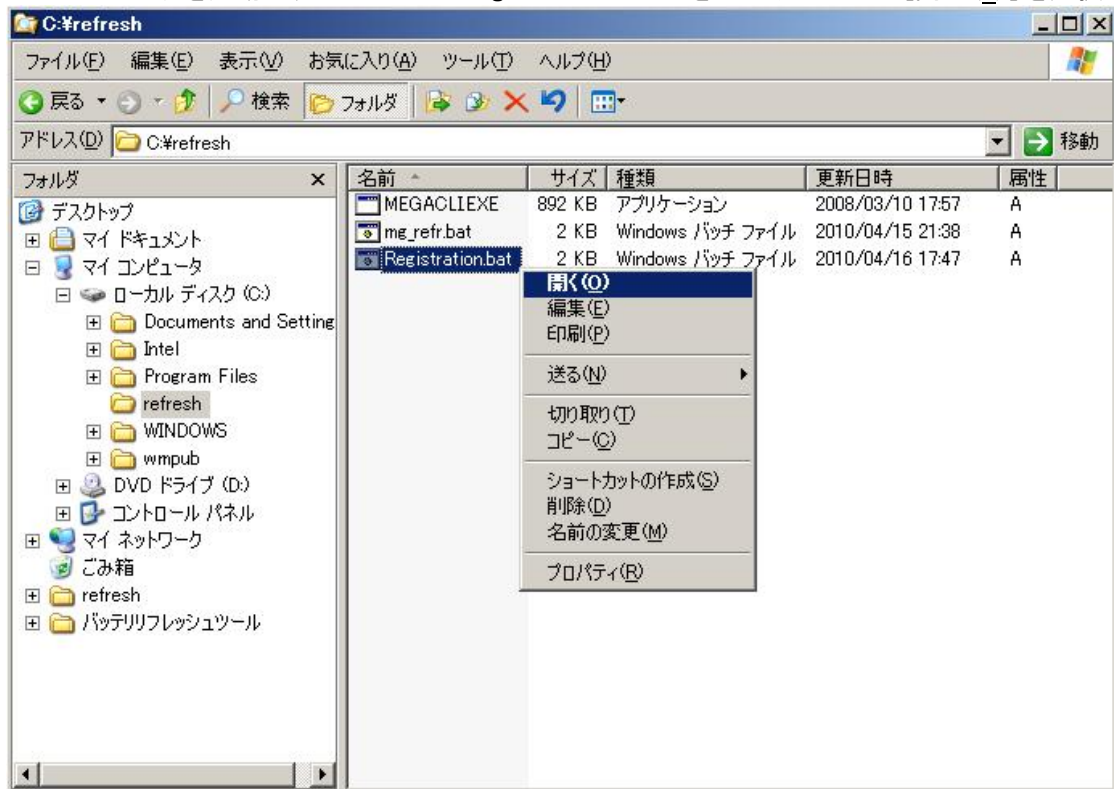 C:¥refresh
ファイル(F) 編集(E) 表示(V) お気に入り(A) ツール(T) ヘルプ(H)
戻る 検索 フォルダ
アドレス(D) C:¥refresh 移動
フォルダ × 名前 サイズ 種類 更新日時 属性
デスクトップ
マイ ドキュメント
マイ コンピュータ
ローカル ディスク (C:)
Documents and Setting
Intel
Program Files
refresh
WINDOWS
wmpub
DVD ドライブ (D:)
コントロール パネル
マイ ネットワーク
ごみ箱
refresh
バッテリリフレッシュツール
MEGACLI.EXE 892 KB アプリケーション 2008/03/10 17:57 A
mg_refr.bat 2 KB Windows バッチ ファイル 2010/04/15 21:38 A
Registration.bat 2 KB Windows バッチ ファイル 2010/04/16 17:47 A
開く(O)
編集(E)
印刷(P)
送る(N)
切り取り(T)
コピー(C)
ショートカットの作成(S)
削除(D)
名前の変更(M)
プロパティ(R)